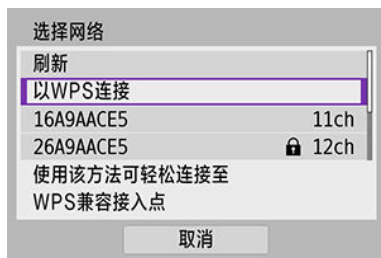 选择网络
刷新
以WPS连接
16A9AACE5 11ch
26A9AACE5 12ch
使用该方法可轻松连接至
WPS兼容接入点
取消